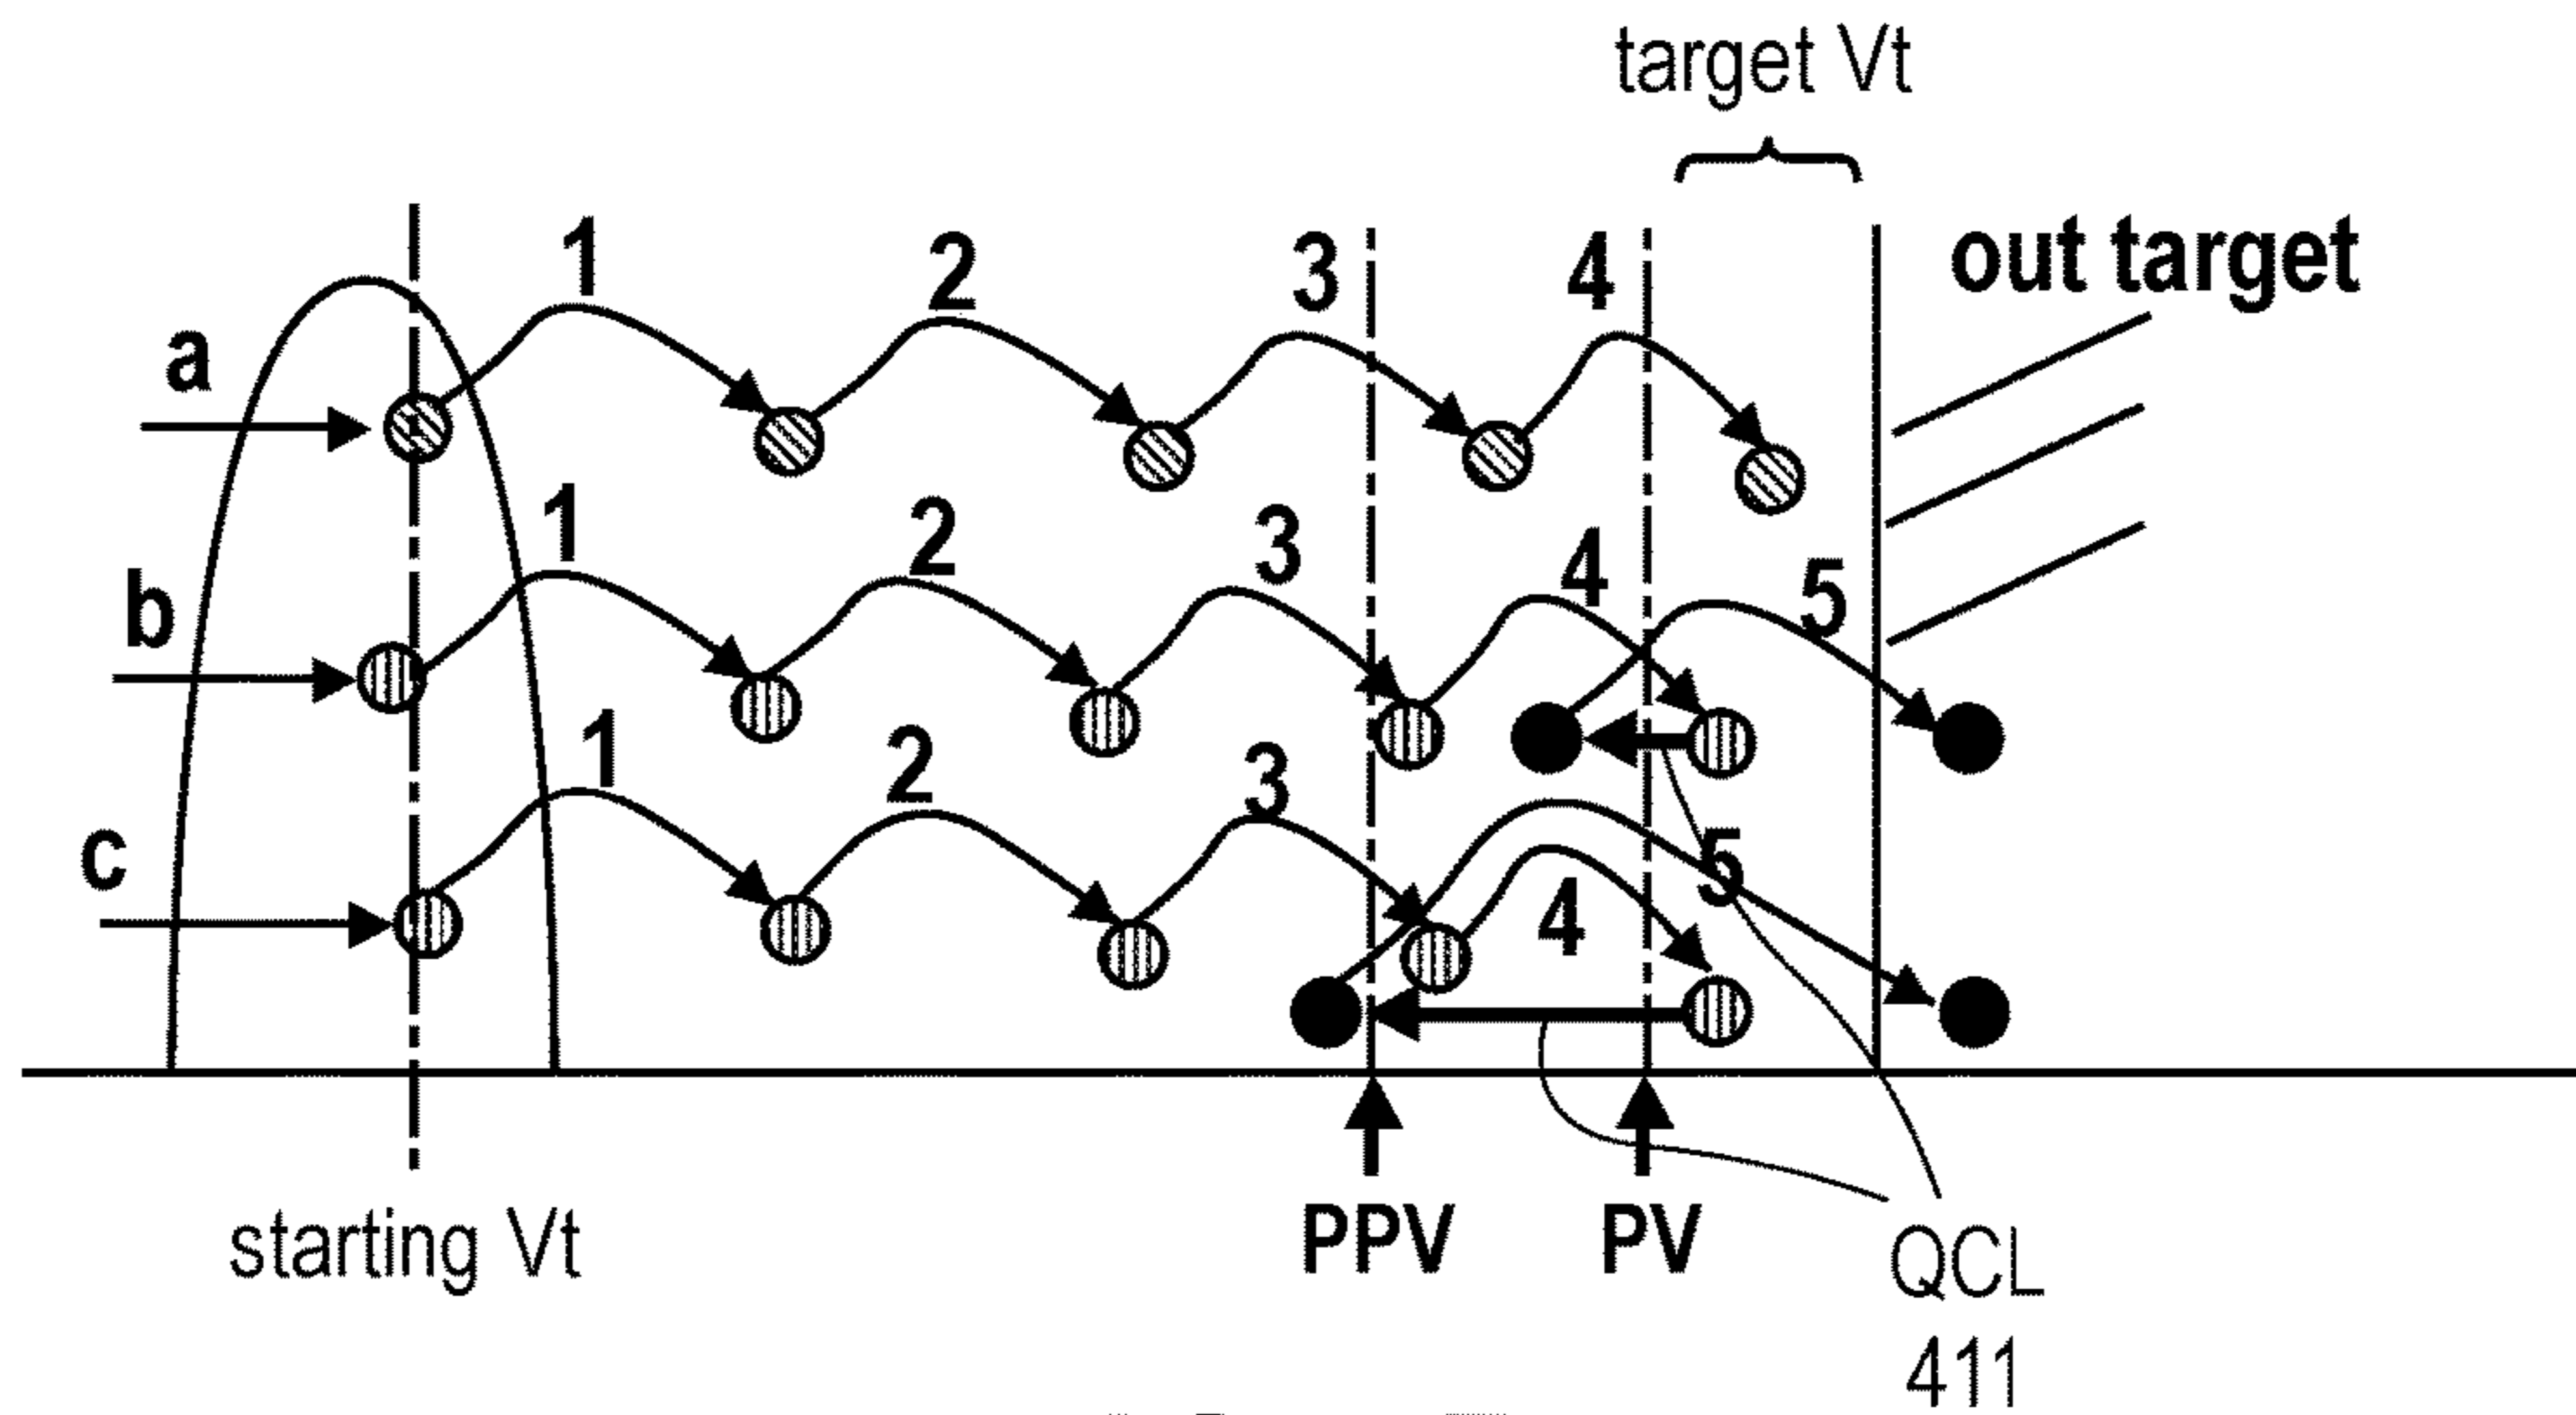 target Vt
out target
1 2 3 4
a
1 2 3 4 5
b
1 2 3 5
c
4
PPV PV
starting Vt
QCL
411